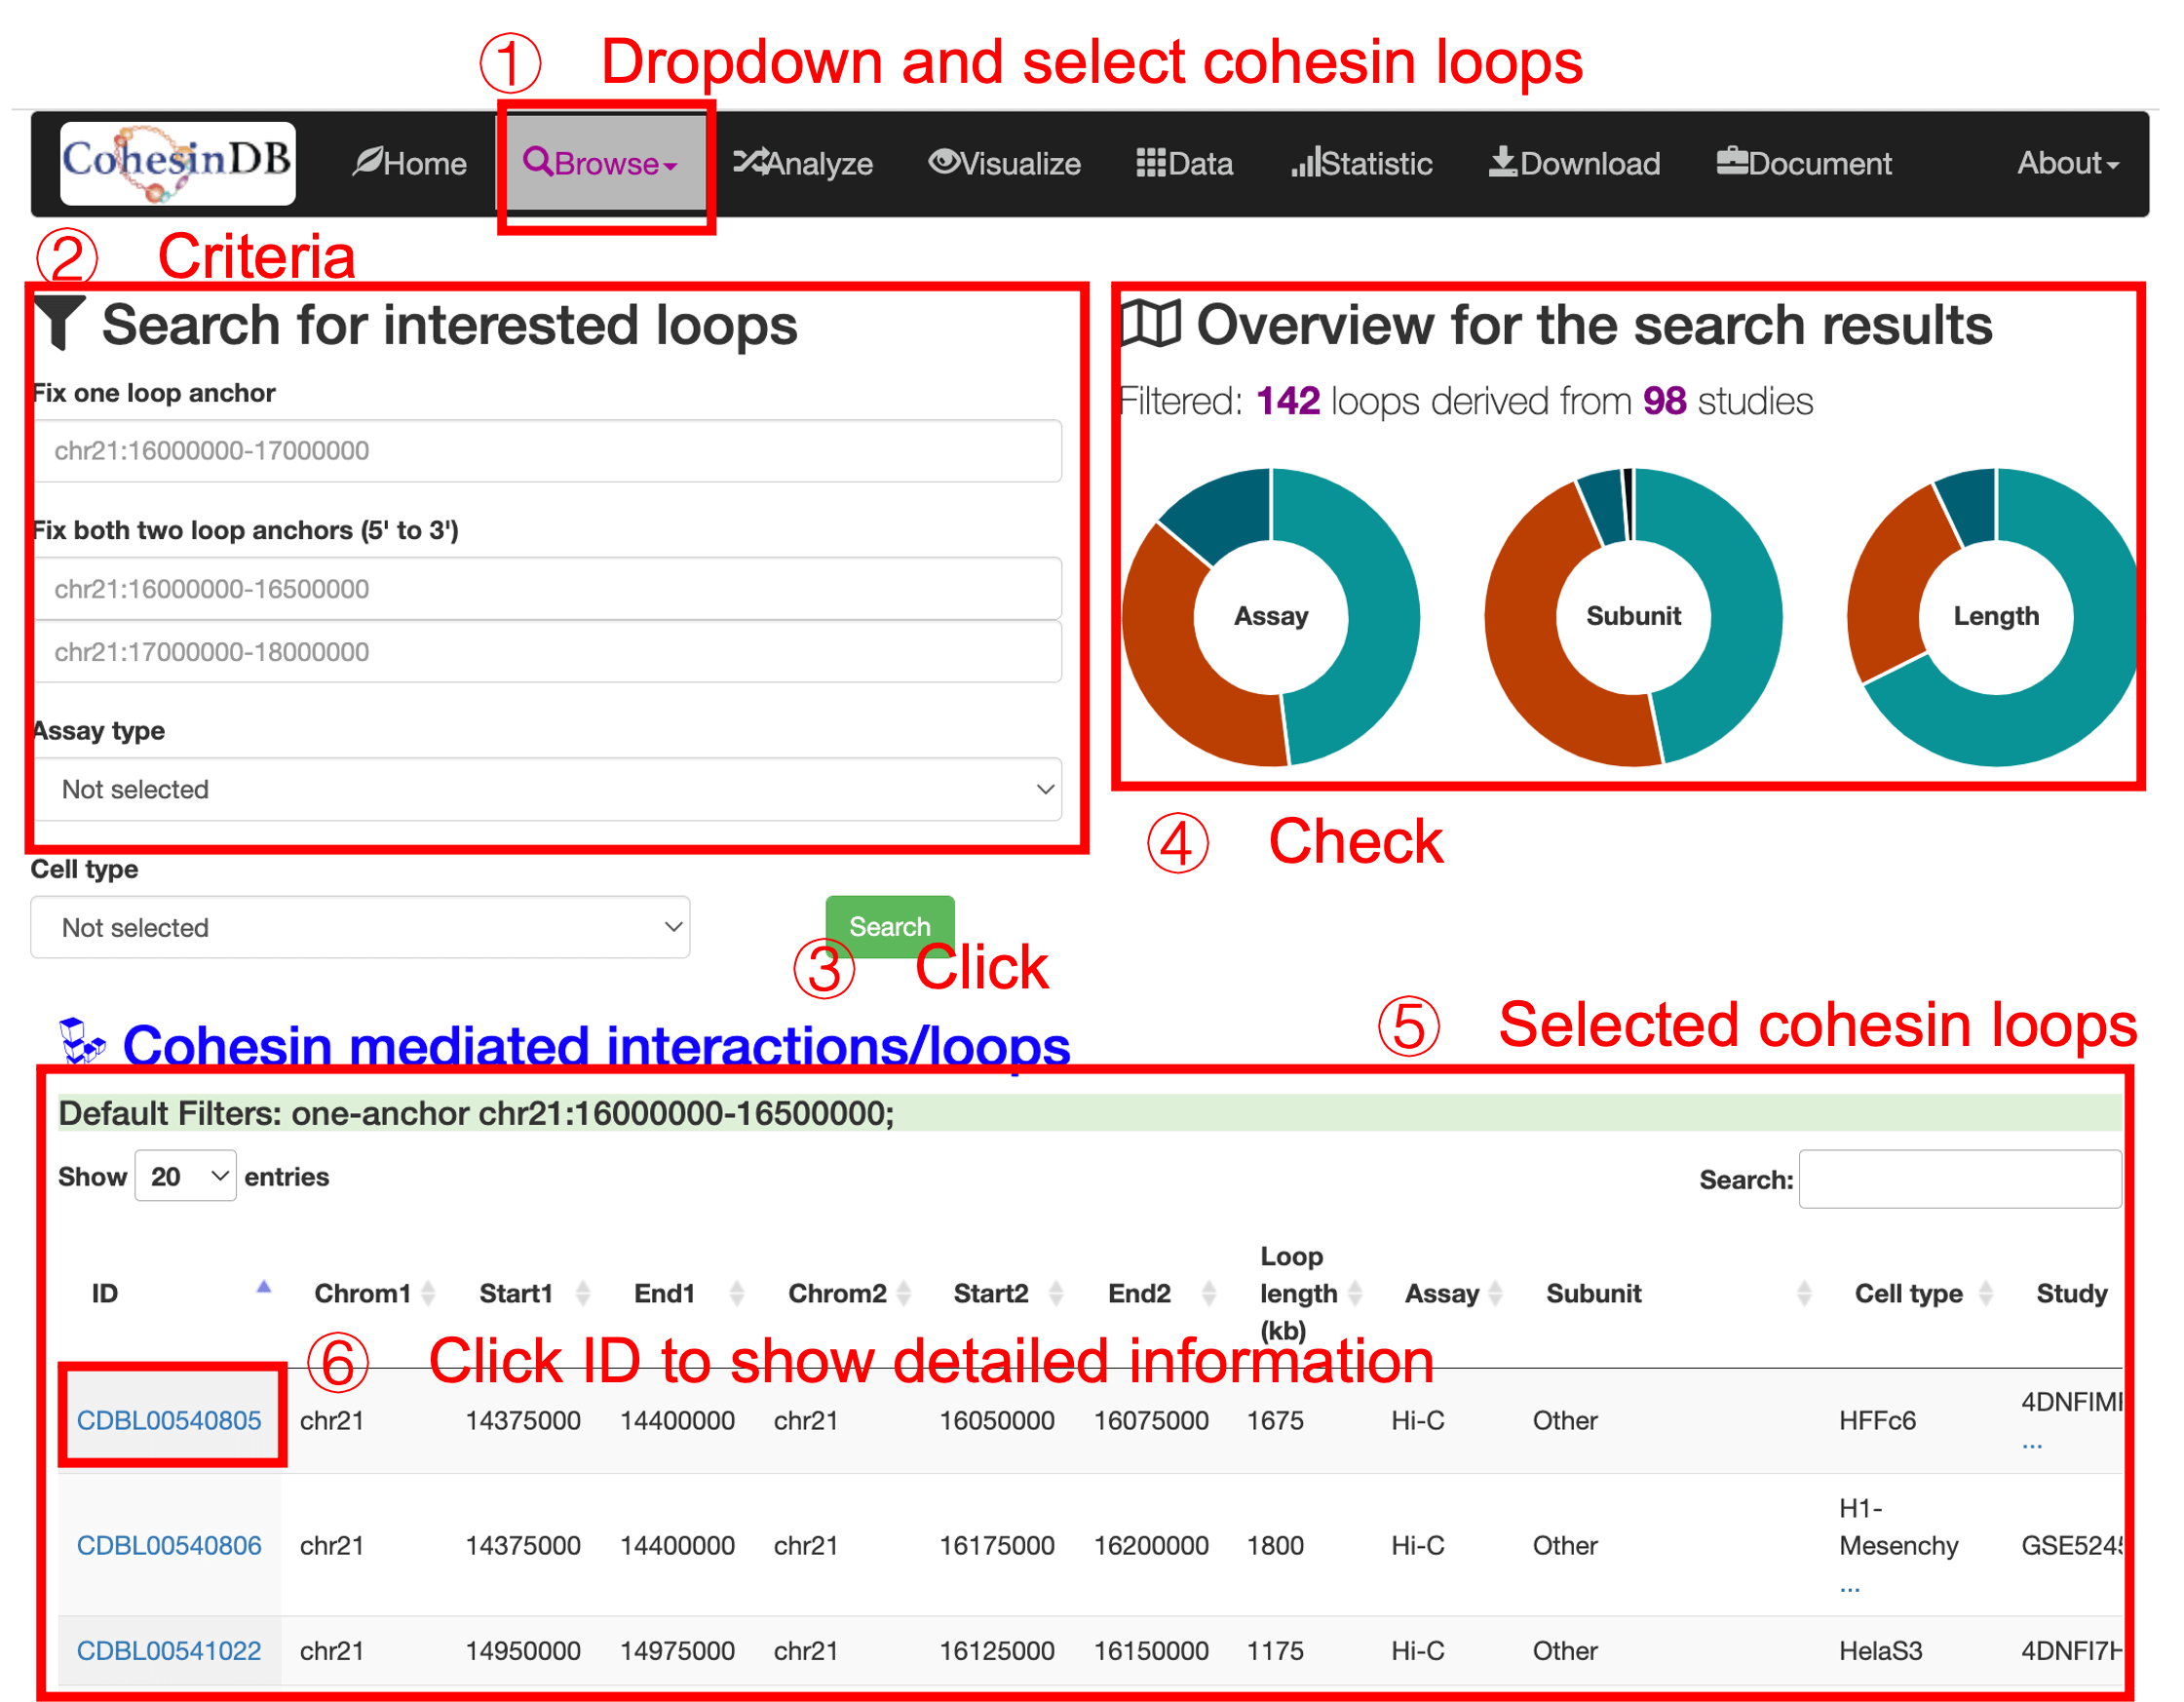 ① Dropdown and select cohesin loops
CohesinDB Home Browse Analyze Visualize Data Statistic Download Document About
② Criteria
Search for interested loops
Fix one loop anchor
chr21:16000000-17000000
Fix both two loop anchors (5' to 3')
chr21:16000000-16500000
chr21:17000000-18000000
Assay type
Not selected
Cell type
Not selected
Search
③ Click
Overview for the search results
Filtered: 142 loops derived from 98 studies
Assay Subunit Length
④ Check
⑤ Selected cohesin loops
Cohesin mediated interactions/loops
Default Filters: one-anchor chr21:16000000-16500000;
Show 20 entries Search:
ID Chrom1 Start1 End1 Chrom2 Start2 End2 Loop length (kb) Assay Subunit Cell type Study
⑥ Click ID to show detailed information
CDBL00540805 chr21 14375000 14400000 chr21 16050000 16075000 1675 Hi-C Other HFFc6 ...
CDBL00540806 chr21 14375000 14400000 chr21 16175000 16200000 1800 Hi-C Other H1-Mesenchy ...
CDBL00541022 chr21 14950000 14975000 chr21 16125000 16150000 1175 Hi-C Other HelaS3